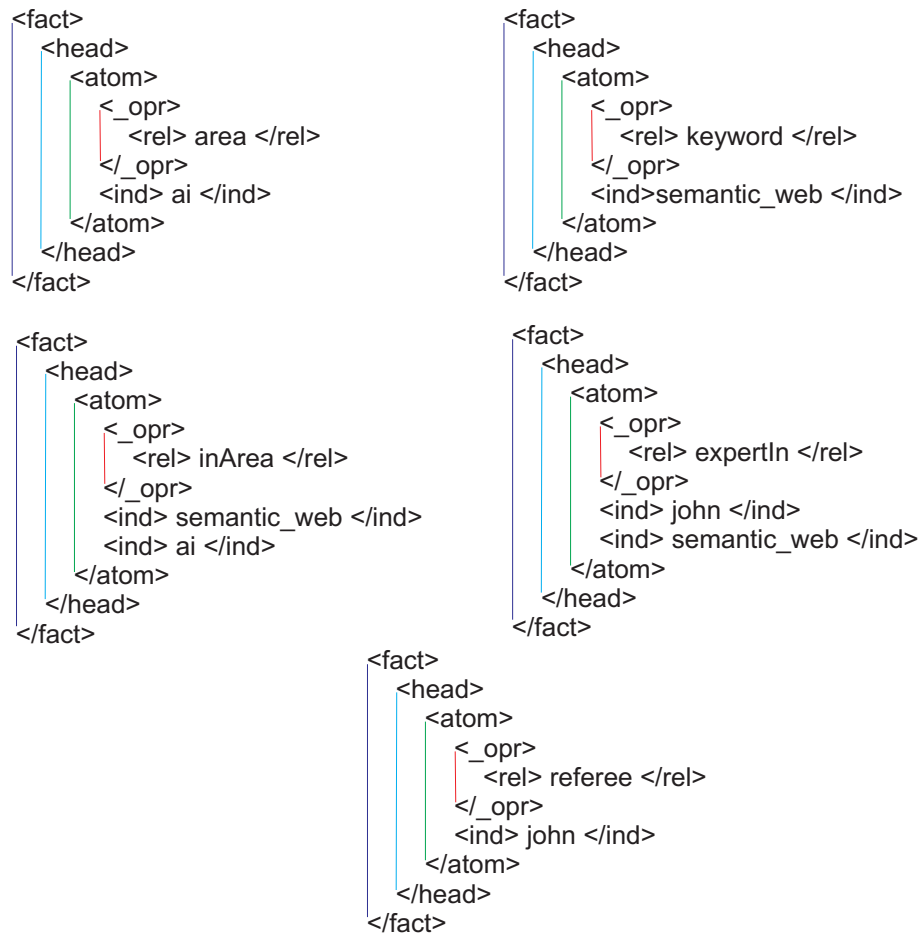 <fact>
<head>
<atom>
<_opr>
<rel> area </rel>
</_opr>
<ind> ai </ind>
</atom>
</head>
</fact>
<fact>
<head>
<atom>
<_opr>
<rel> keyword </rel>
</_opr>
<ind>semantic_web </ind>
</atom>
</head>
</fact>
<fact>
<head>
<atom>
<_opr>
<rel> inArea </rel>
</_opr>
<ind> semantic_web </ind>
<ind> ai </ind>
</atom>
</head>
</fact>
<fact>
<head>
<atom>
<_opr>
<rel> expertIn </rel>
</_opr>
<ind> john </ind>
<ind> semantic_web </ind>
</atom>
</head>
</fact>
<fact>
<head>
<atom>
<_opr>
<rel> referee </rel>
</_opr>
<ind> john </ind>
</atom>
</head>
</fact>